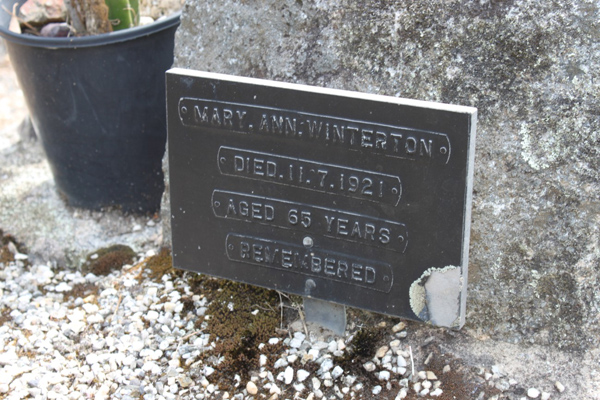 MARY. ANN. WINTERTON
DIED. 11. 7. 1921
AGED 65 YEARS
REMEMBERED